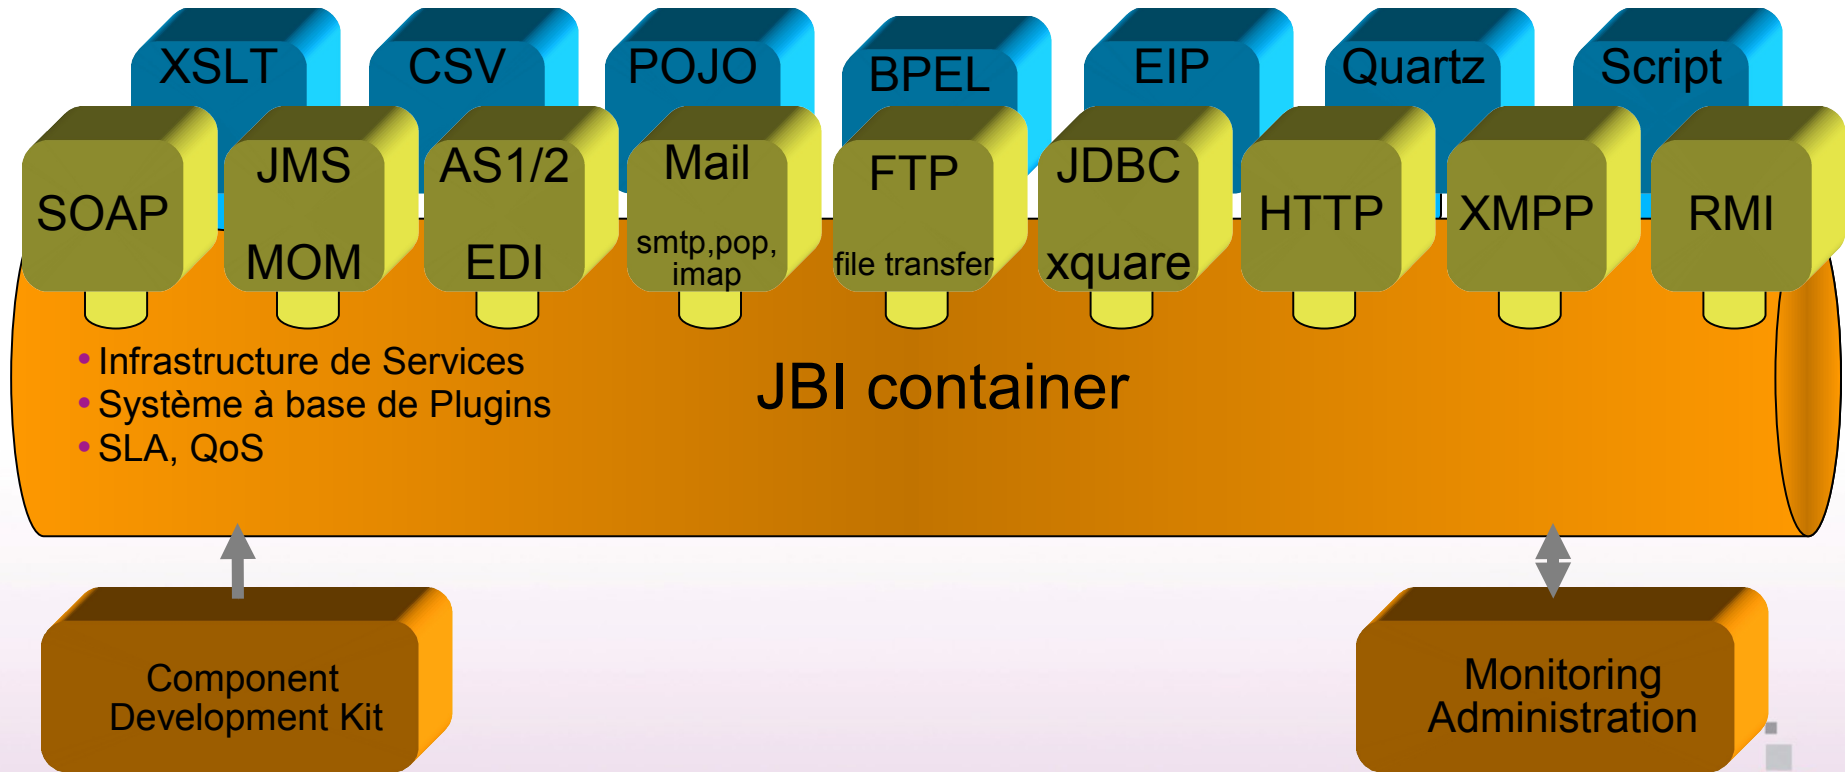 XSLT
CSV
POJO
BPEL
EIP
Quartz
Script
SOAP
JMS
MOM
AS1/2
EDI
Mail
smtp,pop,
imap
FTP
file transfer
JDBC
xquare
HTTP
XMPP
RMI
• Infrastructure de Services
• Système à base de Plugins
• SLA, QoS
JBI container
Component
Development Kit
Monitoring
Administration